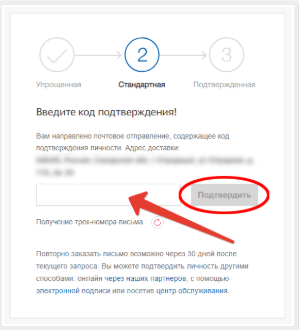 2
3
Упрощенная
Стандартная
Подтвержденная
Введите код подтверждения!
Вам направлено почтовое отправление, содержащее код
подтверждения личности. Адрес доставки:
Подтвердить
Получение трек-номера письма
Повторно заказать письмо возможно через 30 дней после
текущего запроса. Вы можете подтвердить личность другими
способами: онлайн через наших партнеров, с помощью
электронной подписи или посетив центр обслуживания.